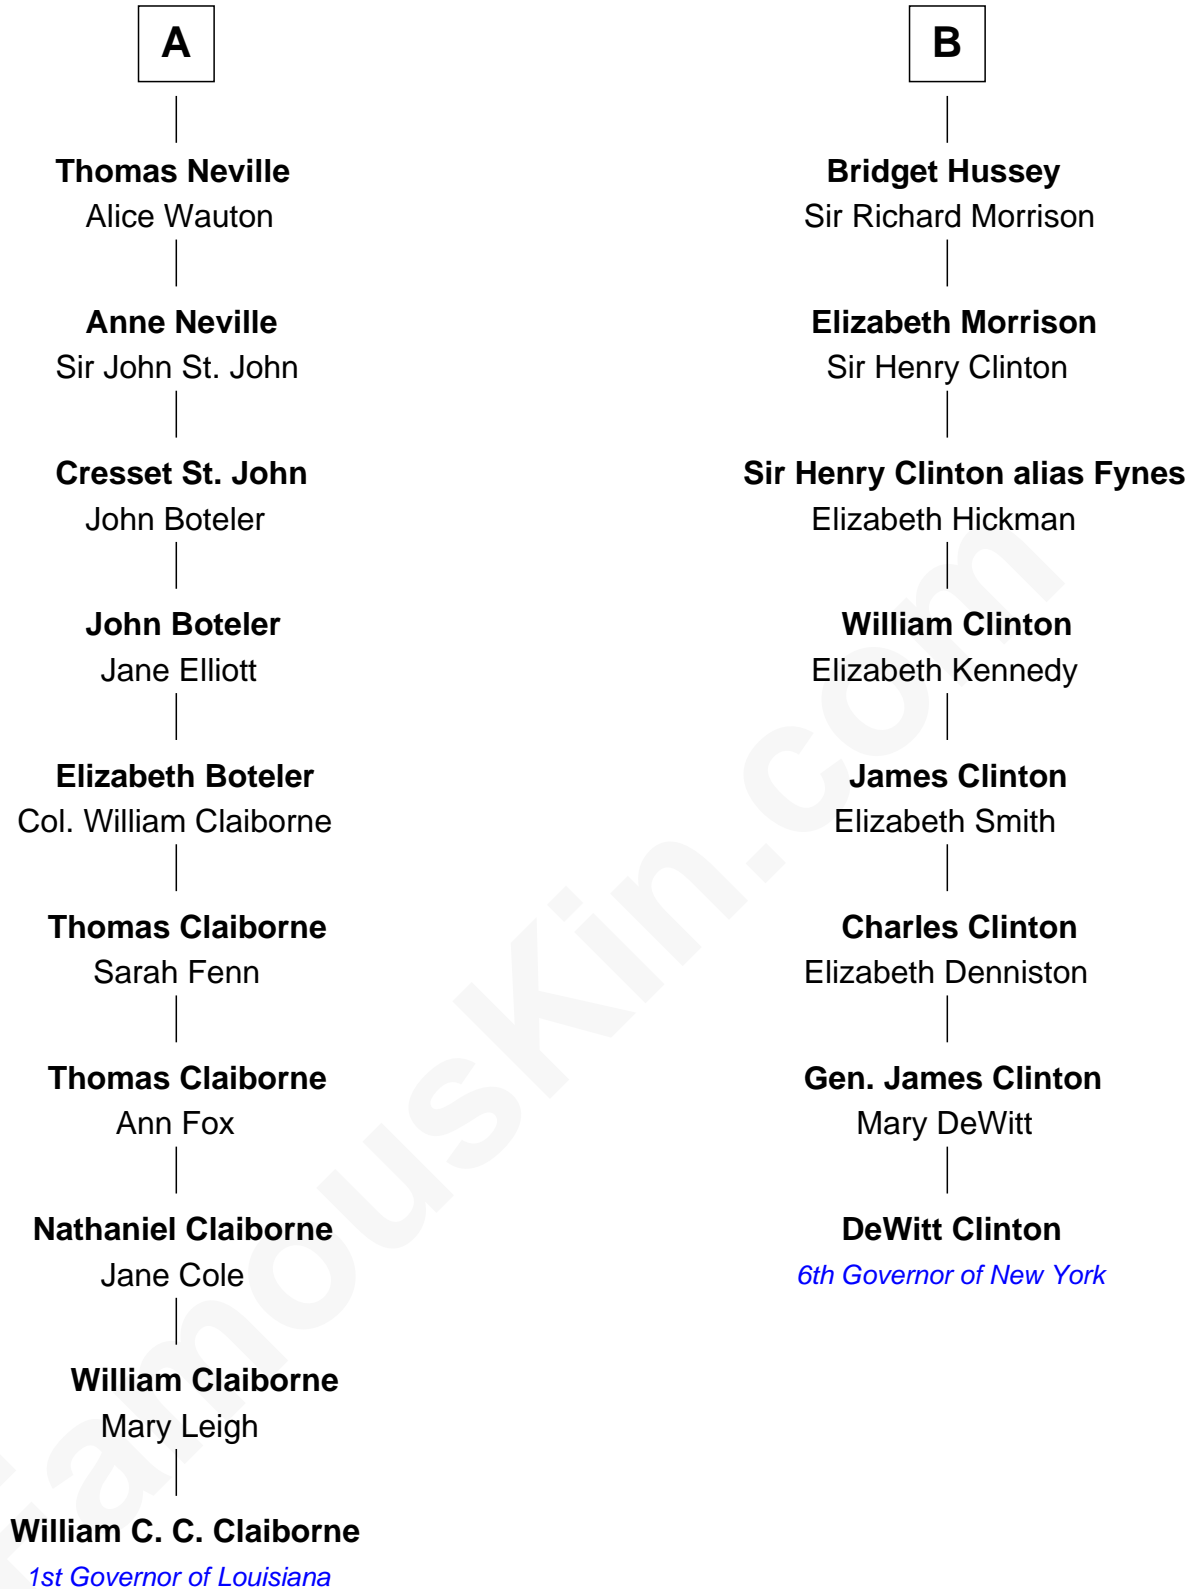 A
Thomas Neville
Alice Wauton
Anne Neville
Sir John St. John
Cresset St. John
John Boteler
John Boteler
Jane Elliott
Elizabeth Boteler
Col. William Claiborne
Thomas Claiborne
Sarah Fenn
Thomas Claiborne
Ann Fox
Nathaniel Claiborne
Jane Cole
William Claiborne
Mary Leigh
William C. C. Claiborne
1st Governor of Louisiana
B
Bridget Hussey
Sir Richard Morrison
Elizabeth Morrison
Sir Henry Clinton
Sir Henry Clinton alias Fynes
Elizabeth Hickman
William Clinton
Elizabeth Kennedy
James Clinton
Elizabeth Smith
Charles Clinton
Elizabeth Denniston
Gen. James Clinton
Mary DeWitt
DeWitt Clinton
6th Governor of New York
FamousKin.com